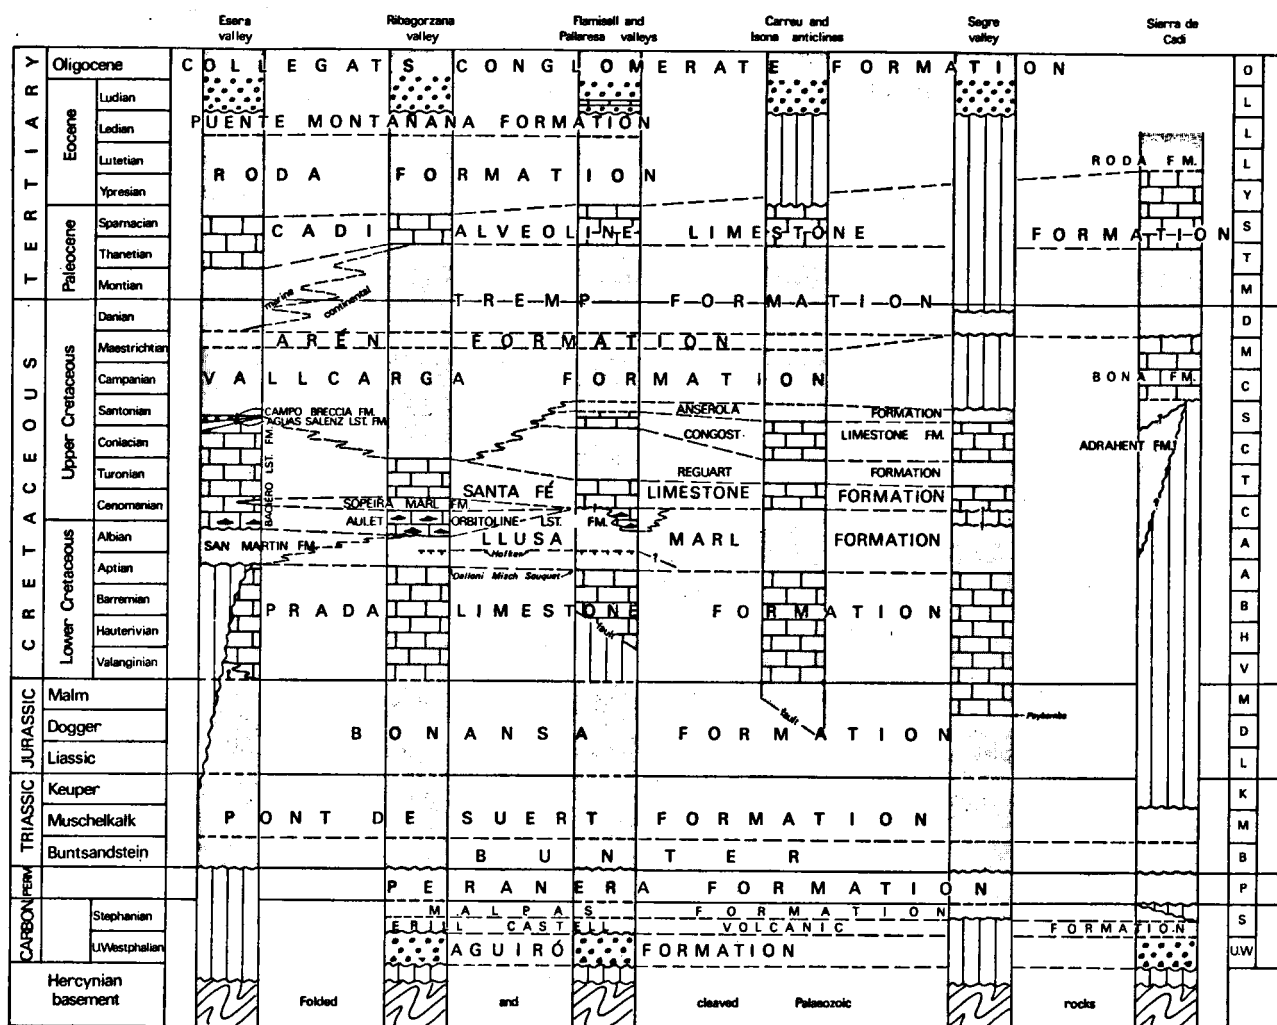 Esera valley
Ribagorzana valley
Flamisell and Pallaresa valleys
Carreu and Isona anticlines
Segre valley
Sierra de Cadi
TERTIARY
Oligocene
COLLEGATS CONGLOMERATE FORMATION
O
Eocene
Ludian
L
Ledian
PUENTE MONTAÑANA FORMATION
L
Lutetian
RODA FM.
L
RODA FORMATION
Ypresian
Y
Paleocene
Sparnacian
CADI ALVEOLINE LIMESTONE FORMATION
S
Thanetian
T
Montian
marine
continental
TREMP FORMATION
M
CRETACEOUS
Upper Cretaceous
Danian
D
Maestrichtian
AREN FORMATION
M
Campanian
VALLCARGA FORMATION
BONA FM.
C
Santonian
CAMPO BRECCIA FM.
AGUAS SALENZ LST. FM.
ANSEROLA FORMATION
S
Coniacian
CONGOST LIMESTONE FM.
ADRAHENT FM.
C
BACIERO LST. FM.
Turonian
REGUART FORMATION
T
SANTA FÉ LIMESTONE FORMATION
Cenomanian
SOPEIRA MARL FM
C
AULET ORBITOLINE LST. FM.
Lower Cretaceous
Albian
SAN MARTIN FM.
LLUSA MARL FORMATION
A
Aptian
Dalloni Misch Souquet
A
Barremian
PRADA LIMESTONE FORMATION
B
Hauterivian
fault
H
Valanginian
V
JURASSIC
Malm
fault
M
Dogger
BONANSA FORMATION
D
Liassic
L
TRIASSIC
Keuper
K
Muschelkalk
PONT DE SUERT FORMATION
M
Buntsandstein
BUNTER
B
PERM
PERANERA FORMATION
P
CARBON
Stephanian
MALPAS FORMATION
S
ERILL CASTELL VOLCANIC FORMATION
U.Westphalian
AGUIRÓ FORMATION
U.W
Hercynian basement
Folded and cleaved Palaeozoic rocks